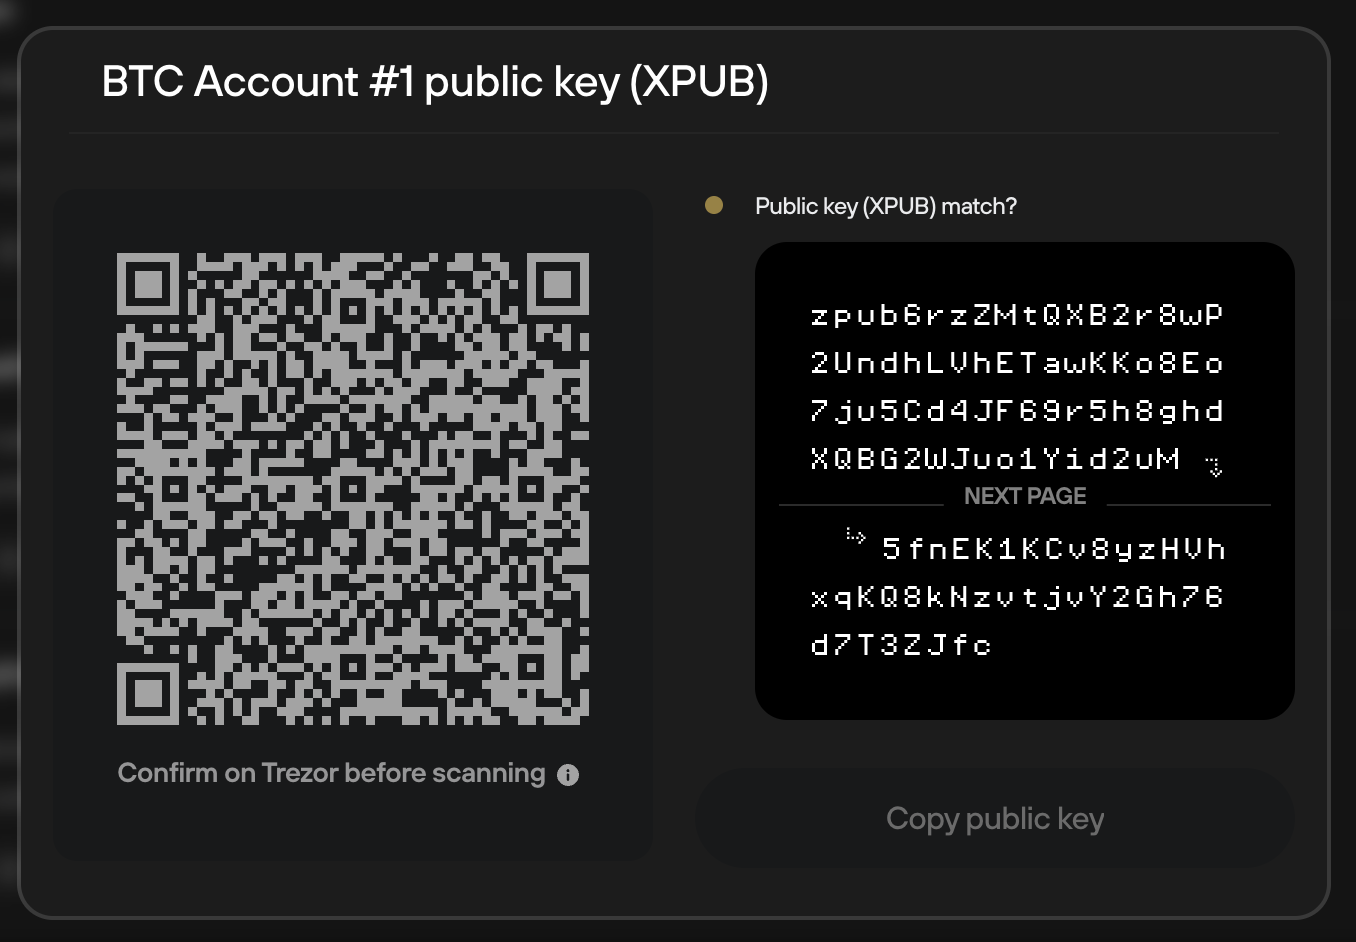 BTC Account #1 public key (XPUB)
Public key (XPUB) match?
zpub6rzZMtQXB2r8wP
2UndhLVhETawKKo8Eo
7ju5Cd4JF69r5h8ghd
XQBG2WJuo1Yid2uM
NEXT PAGE
5fnEK1KCv8yzHVh
xqKQ8kNzvtjvY2Gh76
d7T3ZJfc
Confirm on Trezor before scanning
Copy public key